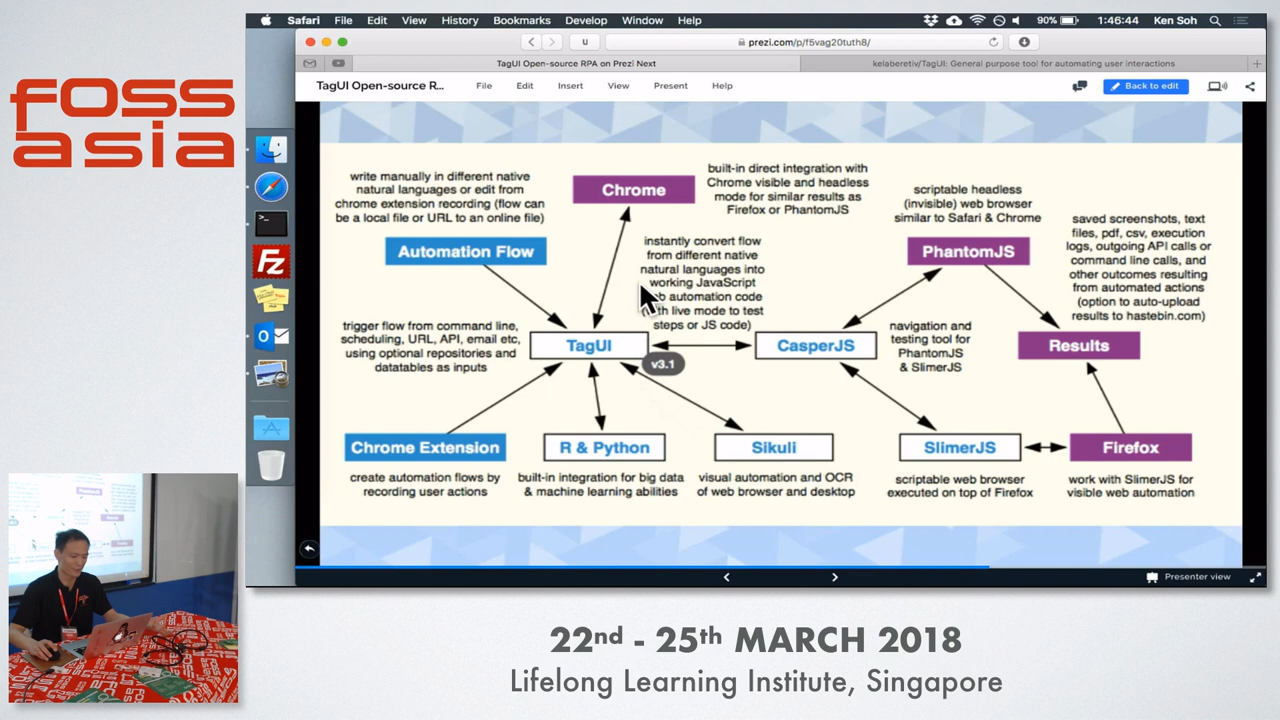 foss
asia
Safari File Edit View History Bookmarks Develop Window Help 90% 1:46:44 Ken Soh
prezi.com/p/f5vag20tuth8/
TagUI Open-source RPA on Prezi Next
kelaberetiv/TagUI: General purpose tool for automating user interactions
TagUI Open-source R... File Edit Insert View Present Help Back to edit
write manually in different native
natural languages or edit from
chrome extension recording (flow can
be a local file or URL to an online file)
Automation Flow
Chrome
built-in direct integration with
Chrome visible and headless
mode for similar results as
Firefox or PhantomJS
instantly convert flow
from different native
natural languages into
working JavaScript
automation code
live mode to test
steps or JS code)
scriptable headless
(invisible) web browser
similar to Safari & Chrome
PhantomJS
saved screenshots, text
files, pdf, csv, execution
logs, outgoing API calls or
command line calls, and
other outcomes resulting
from automated actions
(option to auto-upload
results to hastebin.com)
trigger flow from command line,
scheduling, URL, API, email etc,
using optional repositories and
datatables as inputs
TagUI
v3.1
CasperJS
navigation and
testing tool for
PhantomJS
& SlimerJS
Results
Chrome Extension
create automation flows by
recording user actions
R & Python
built-in integration for big data
& machine learning abilities
Sikuli
visual automation and OCR
of web browser and desktop
SlimerJS
scriptable web browser
executed on top of Firefox
Firefox
work with SlimerJS for
visible web automation
Presenter view
22nd - 25th MARCH 2018
Lifelong Learning Institute, Singapore